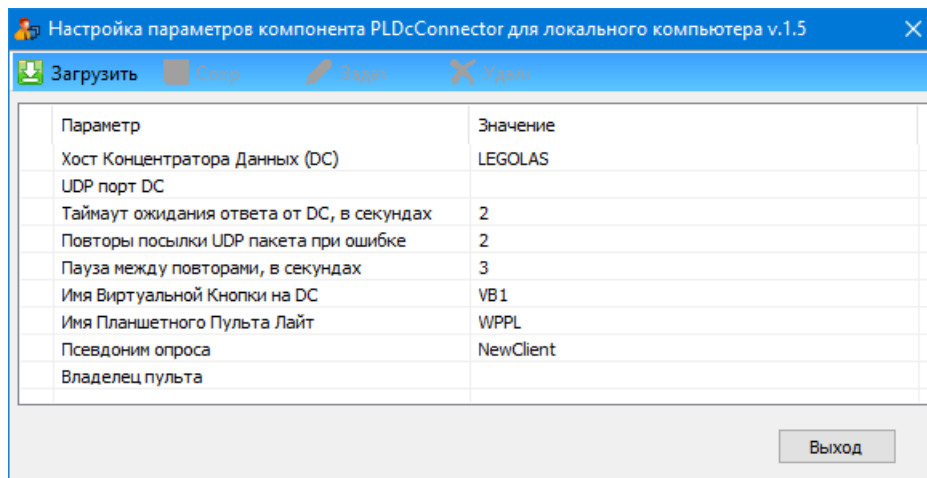 Настройка параметров компонента PLDcConnector для локального компьютера v.1.5
Загрузить Сохр. Задат Удали
Параметр Значение
Хост Концентратора Данных (DC) LEGOLAS
UDP порт DC
Таймаут ожидания ответа от DC, в секундах 2
Повторы посылки UDP пакета при ошибке 2
Пауза между повторами, в секундах 3
Имя Виртуальной Кнопки на DC VB1
Имя Планшетного Пульта Лайт WPPL
Псевдоним опроса NewClient
Владелец пульта
Выход